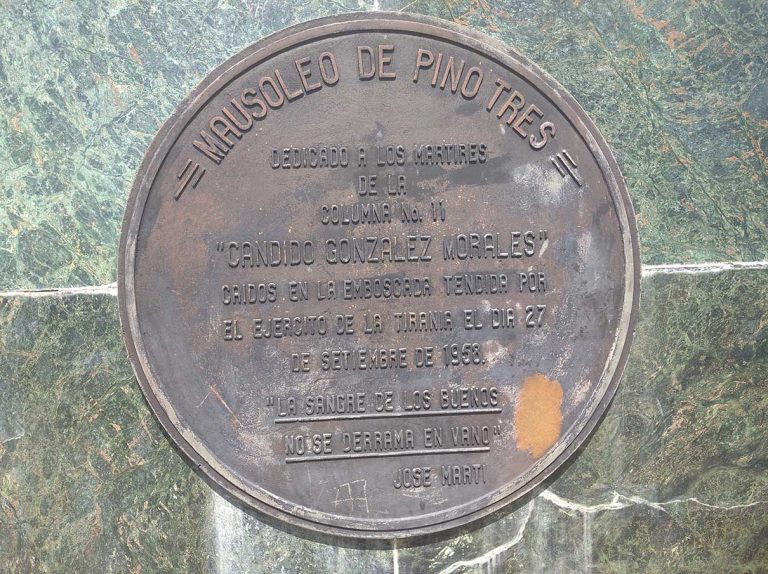 MAUSOLEO DE PINO TRES
DEDICADO A LOS MARTIRES
DE LA
COLUMNA No. 11
"CANDIDO GONZALEZ MORALES"
CAIDOS EN LA EMBOSCADA TENDIDA POR
EL EJERCITO DE LA TIRANIA EL DIA 27
DE SETIEMBRE DE 1958.
"LA SANGRE DE LOS BUENOS
NO SE DERRAMA EN VANO"
JOSE MARTI